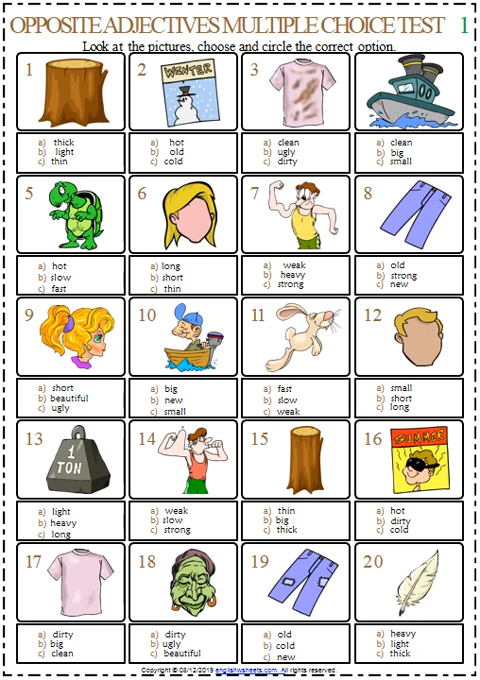 OPPOSITE ADJECTIVES MULTIPLE CHOICE TEST 1
Look at the pictures, choose and circle the correct option.
1
2
WINTER
3
a) thick
b) light
c) thin
a) hot
b) old
c) cold
a) clean
b) ugly
c) dirty
a) clean
b) big
c) small
5
6
7
8
a) hot
b) slow
c) fast
a) long
b) short
c) thin
a) weak
b) heavy
c) strong
a) old
b) strong
c) new
9
10
11
12
a) short
b) beautiful
c) ugly
a) big
b) new
c) small
a) fast
b) slow
c) weak
a) small
b) short
c) long
13
1
TON
14
15
16
SUMMER
a) light
b) heavy
c) long
a) weak
b) slow
c) strong
a) thin
b) big
c) thick
a) hot
b) dirty
c) cold
17
18
19
20
a) dirty
b) big
c) clean
a) dirty
b) ugly
c) beautiful
a) old
b) cold
c) new
a) heavy
b) light
c) thick
Copyright © 08/12/2019 englishwsheets.com. All rights reserved.